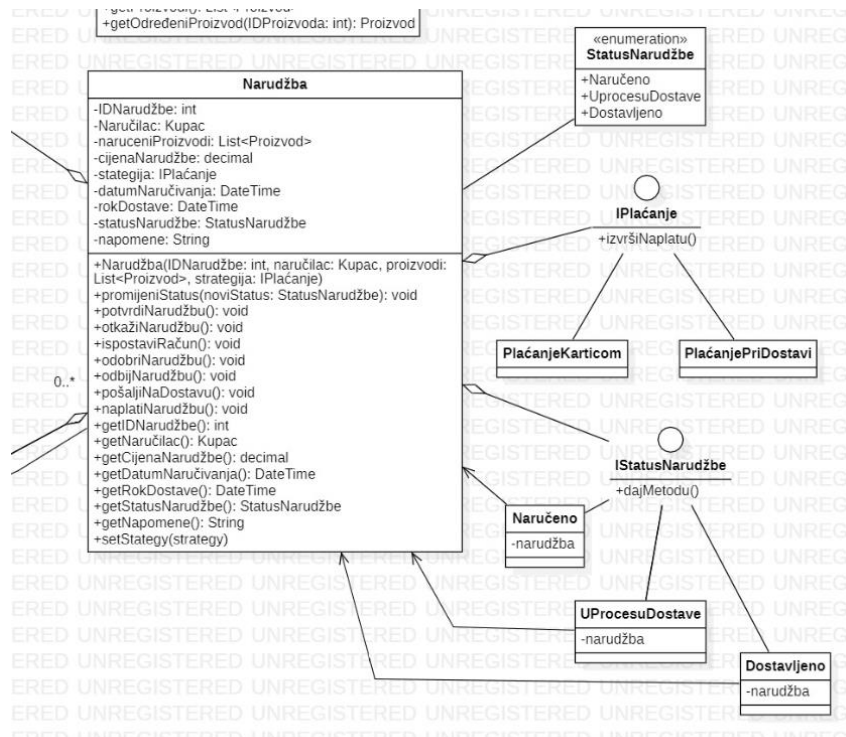 +getOdređeniProizvod(IDProizvoda: int): Proizvod
«enumeration»
StatusNarudžbe
+Naručeno
+UprocesuDostave
+Dostavljeno
Narudžba
-IDNarudžbe: int
-Naručilac: Kupac
-naruceniProizvodi: List<Proizvod>
-cijenaNarudžbe: decimal
-stategija: IPlaćanje
-datumNaručivanja: DateTime
-rokDostave: DateTime
-statusNarudžbe: StatusNarudžbe
-napomene: String
+Narudžba(IDNarudžbe: int, naručilac: Kupac, proizvodi:
List<Proizvod>, strategija: IPlaćanje)
+promijeniStatus(noviStatus: StatusNarudžbe): void
+potvrdiNarudžbu(): void
+otkažiNarudžbu(): void
+ispostaviRačun(): void
+odobriNarudžbu(): void
+odbijNarudžbu(): void
+pošaljiNaDostavu(): void
+naplatiNarudžbu(): void
+getIDNarudžbe(): int
+getNaručilac(): Kupac
+getCijenaNarudžbe(): decimal
+getDatumNaručivanja(): DateTime
+getRokDostave(): DateTime
+getStatusNarudžbe(): StatusNarudžbe
+getNapomene(): String
+setStategy(strategy)
0..*
IPlaćanje
+izvršiNaplatu()
PlaćanjeKarticom
PlaćanjePriDostavi
IStatusNarudžbe
+dajMetodu()
Naručeno
-narudžba
UProcesuDostave
-narudžba
Dostavljeno
-narudžba